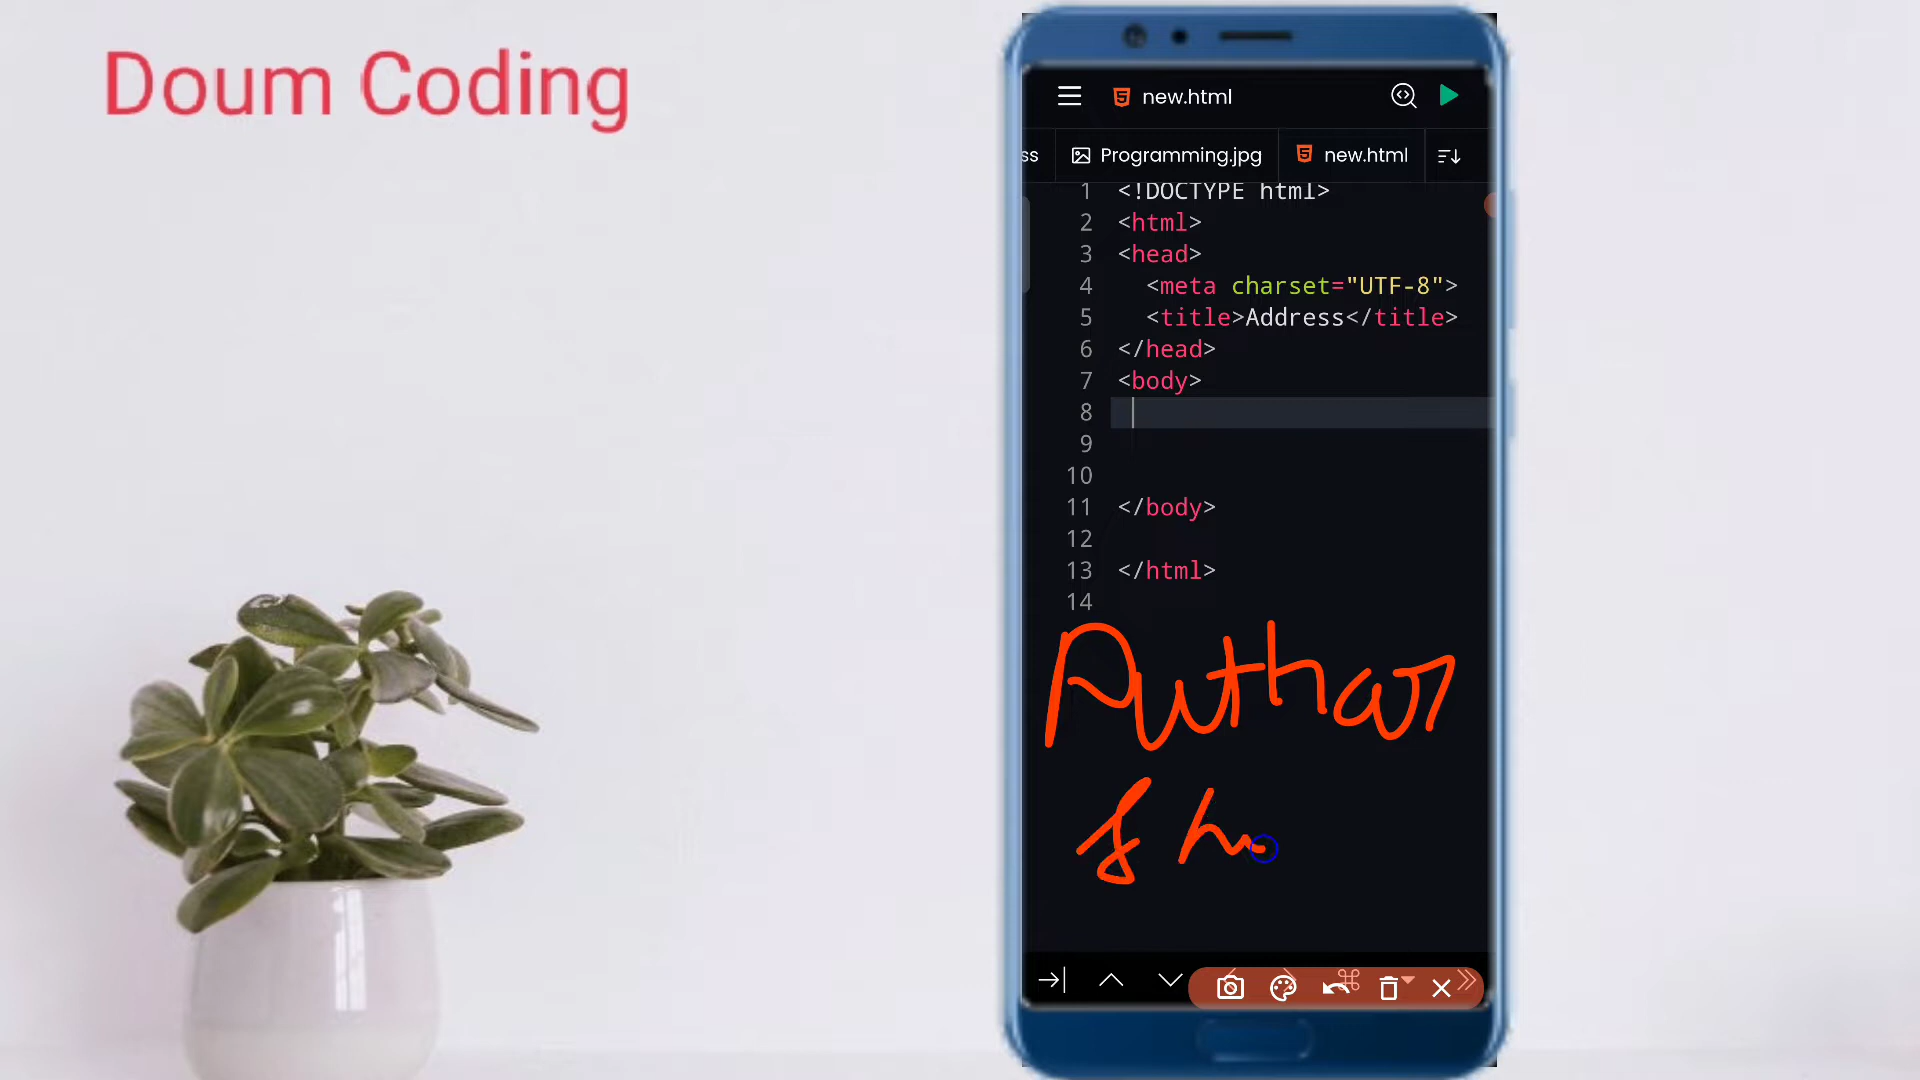 Doum Coding
new.html
ss Programming.jpg new.html
1 <!DOCTYPE html>
2 <html>
3 <head>
4 <meta charset="UTF-8">
5 <title>Address</title>
6 </head>
7 <body>
8
9
10
11 </body>
12
13 </html>
14
Author